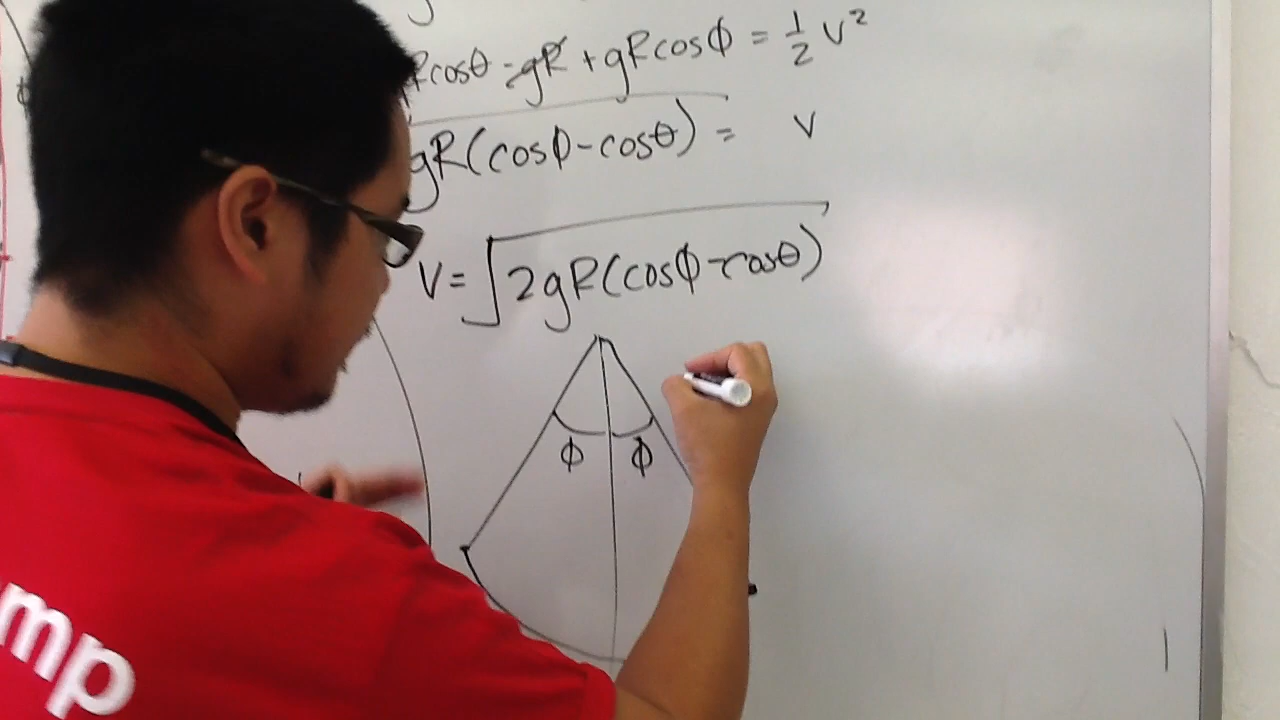 Rcosθ - gR + gRcosϕ = 1/2 v²
gR(cosϕ-cosθ) = v
V = √2gR(cosϕ-cosθ)
ϕ ϕ
mp